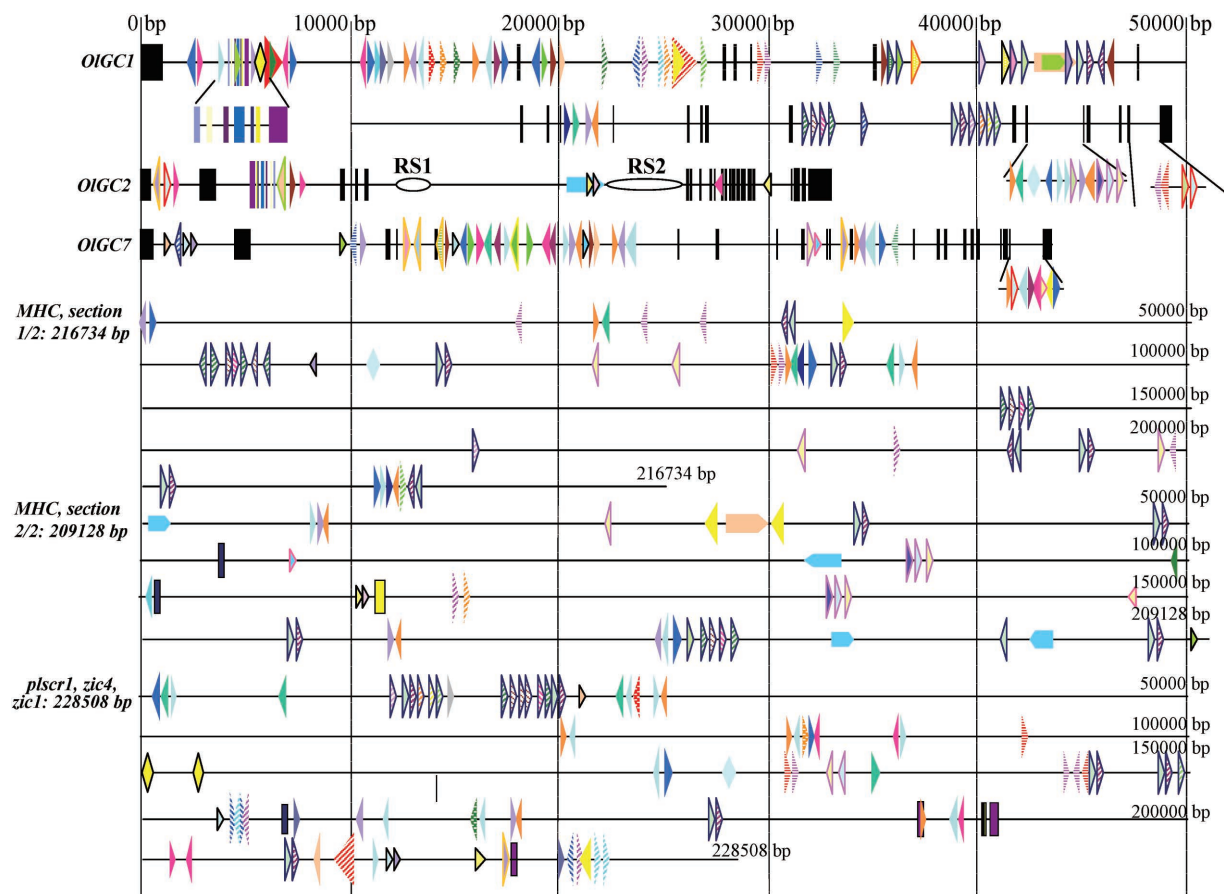 0 bp 10000 bp 20000 bp 30000 bp 40000 bp 50000 bp
OlGC1
RS1 RS2
OlGC2
OlGC7
MHC, section
1/2: 216734 bp
50000 bp
100000 bp
150000 bp
200000 bp
216734 bp
MHC, section
2/2: 209128 bp
50000 bp
100000 bp
150000 bp
209128 bp
plscr1, zic4,
zic1: 228508 bp
50000 bp
100000 bp
150000 bp
200000 bp
228508 bp